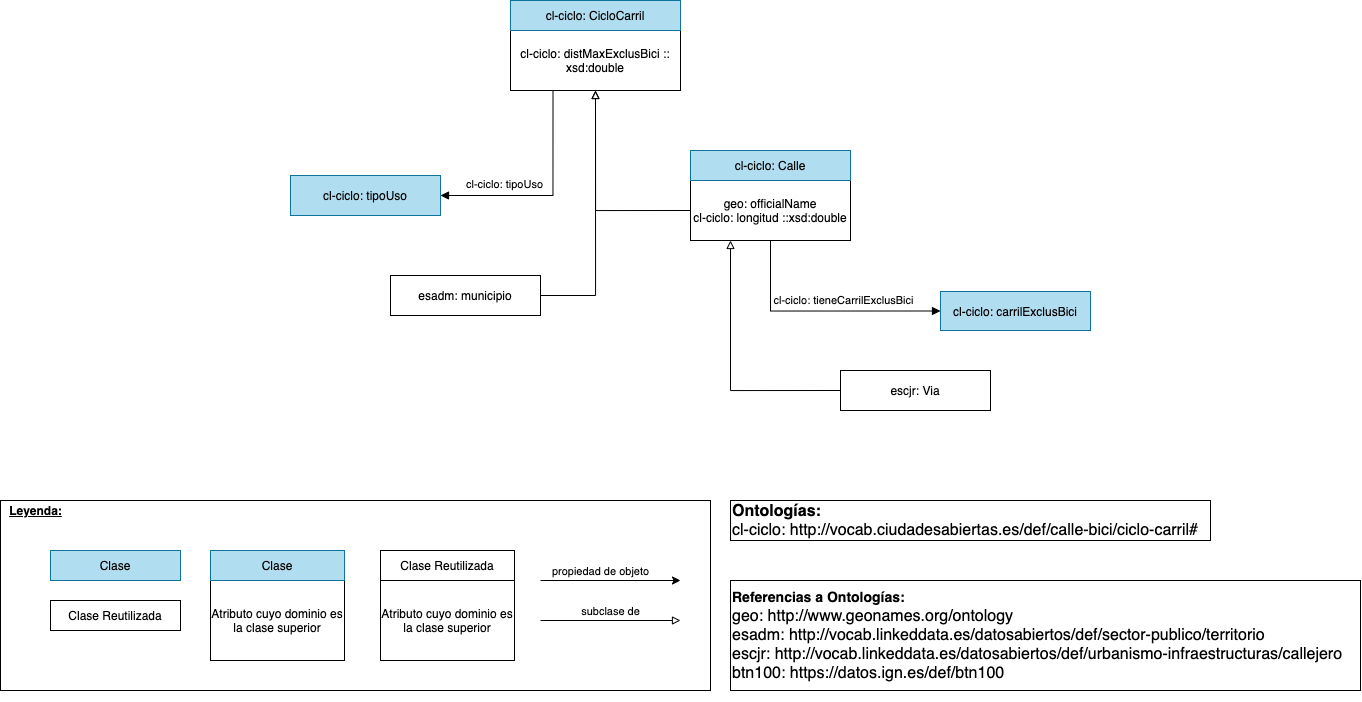 cl-ciclo: CicloCarril
cl-ciclo: distMaxExclusBici ::
xsd:double
cl-ciclo: Calle
cl-ciclo: tipoUso
cl-ciclo: tipoUso
geo: officialName
cl-ciclo: longitud ::xsd:double
esadm: municipio
cl-ciclo: tieneCarrilExclusBici
cl-ciclo: carrilExclusBici
escjr: Via
Leyenda:
Clase
Clase Reutilizada
Clase
Atributo cuyo dominio es
la clase superior
Clase Reutilizada
Atributo cuyo dominio es
la clase superior
propiedad de objeto
subclase de
Ontologías:
cl-ciclo: http://vocab.ciudadesabiertas.es/def/calle-bici/ciclo-carril#
Referencias a Ontologías:
geo: http://www.geonames.org/ontology
esadm: http://vocab.linkeddata.es/datosabiertos/def/sector-publico/territorio
escjr: http://vocab.linkeddata.es/datosabiertos/def/urbanismo-infraestructuras/callejero
btn100: https://datos.ign.es/def/btn100